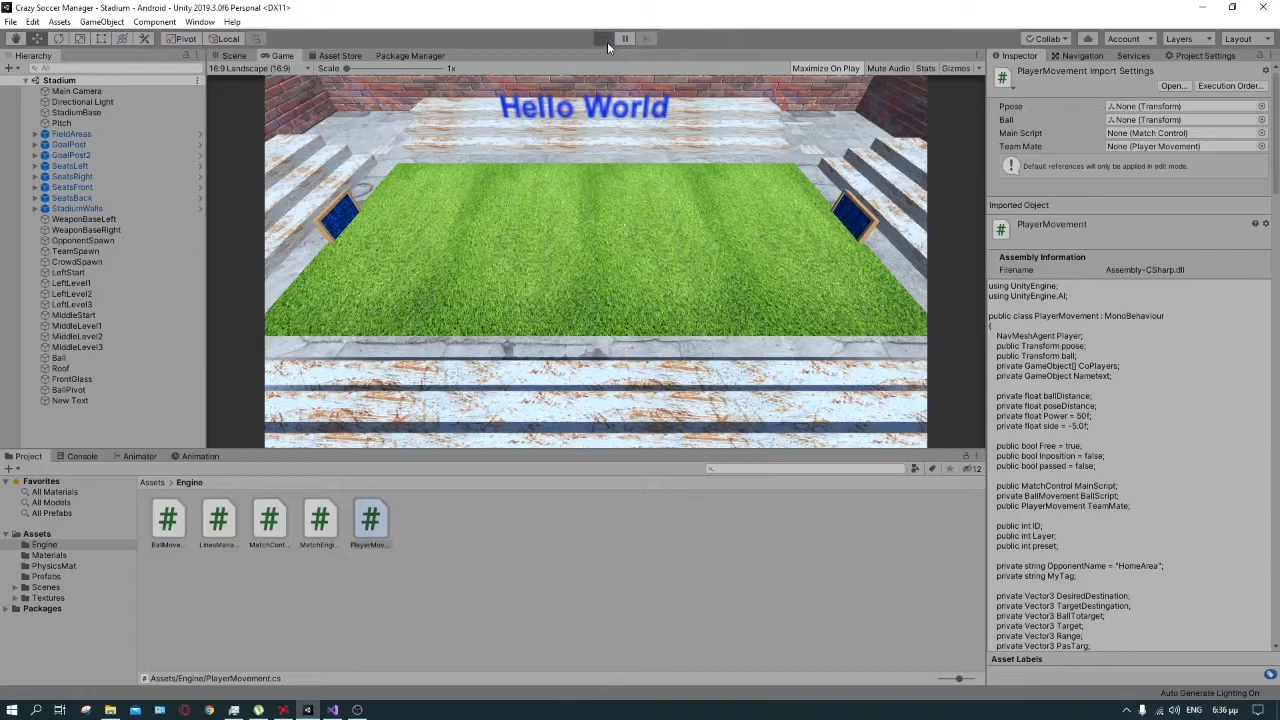 Crazy Soccer Manager - Stadium - Android - Unity 2019.3.0f6 Personal <DX11>
File Edit Assets GameObject Component Window Help
Pivot Local
Collab Account Layers Layout
Hierarchy
All
Stadium
Main Camera
Directional Light
StadiumBase
Pitch
FieldAreas
GoalPost
GoalPost2
SeatsLeft
SeatsRight
SeatsFront
SeatsBack
StadiumWalls
WeaponBaseLeft
WeaponBaseRight
OpponentSpawn
TeamSpawn
CrowdSpawn
LeftStart
LeftLevel1
LeftLevel2
LeftLevel3
MiddleStart
MiddleLevel1
MiddleLevel2
MiddleLevel3
Ball
Roof
FrontGlass
BallPivot
New Text
Scene Game Asset Store Package Manager
16:9 Landscape (16:9) Scale 1x Maximize On Play Mute Audio Stats Gizmos
Hello World
Inspector Navigation Services Project Settings
PlayerMovement Import Settings
Open... Execution Order...
Ppose None (Transform)
Ball None (Transform)
Main Script None (Match Control)
Team Mate None (Player Movement)
Default references will only be applied in edit mode.
Imported Object
PlayerMovement
Assembly Information
Filename Assembly-CSharp.dll
using UnityEngine;
using UnityEngine.AI;
public class PlayerMovement : MonoBehaviour
{
NavMeshAgent Player;
public Transform ppose;
public Transform ball;
private GameObject[] CoPlayers;
private GameObject Nametext;
private float ballDistance;
private float poseDistance;
private float Power = 50f;
private float side = -5.0f;
public bool Free = true;
public bool Inposition = false;
public bool passed = false;
public MatchControl MainScript;
private BallMovement BallScript;
public PlayerMovement TeamMate;
public int ID;
public int Layer;
public int preset;
private string OpponentName = "HomeArea";
private string MyTag;
private Vector3 DesiredDestination;
private Vector3 TargetDestingation;
private Vector3 BallTotarget;
private Vector3 Target;
private Vector3 Range;
private Vector3 PasTarg;
Asset Labels
Project Console Animator Animation
12
Favorites
All Materials
All Models
All Prefabs
Assets
Engine
Materials
PhysicsMat
Prefabs
Scenes
Textures
Packages
Assets > Engine
BallMove... LinesMana... MatchCont... MatchEngi... PlayerMov...
Assets/Engine/PlayerMovement.cs
Auto Generate Lighting On
6:36 μμ